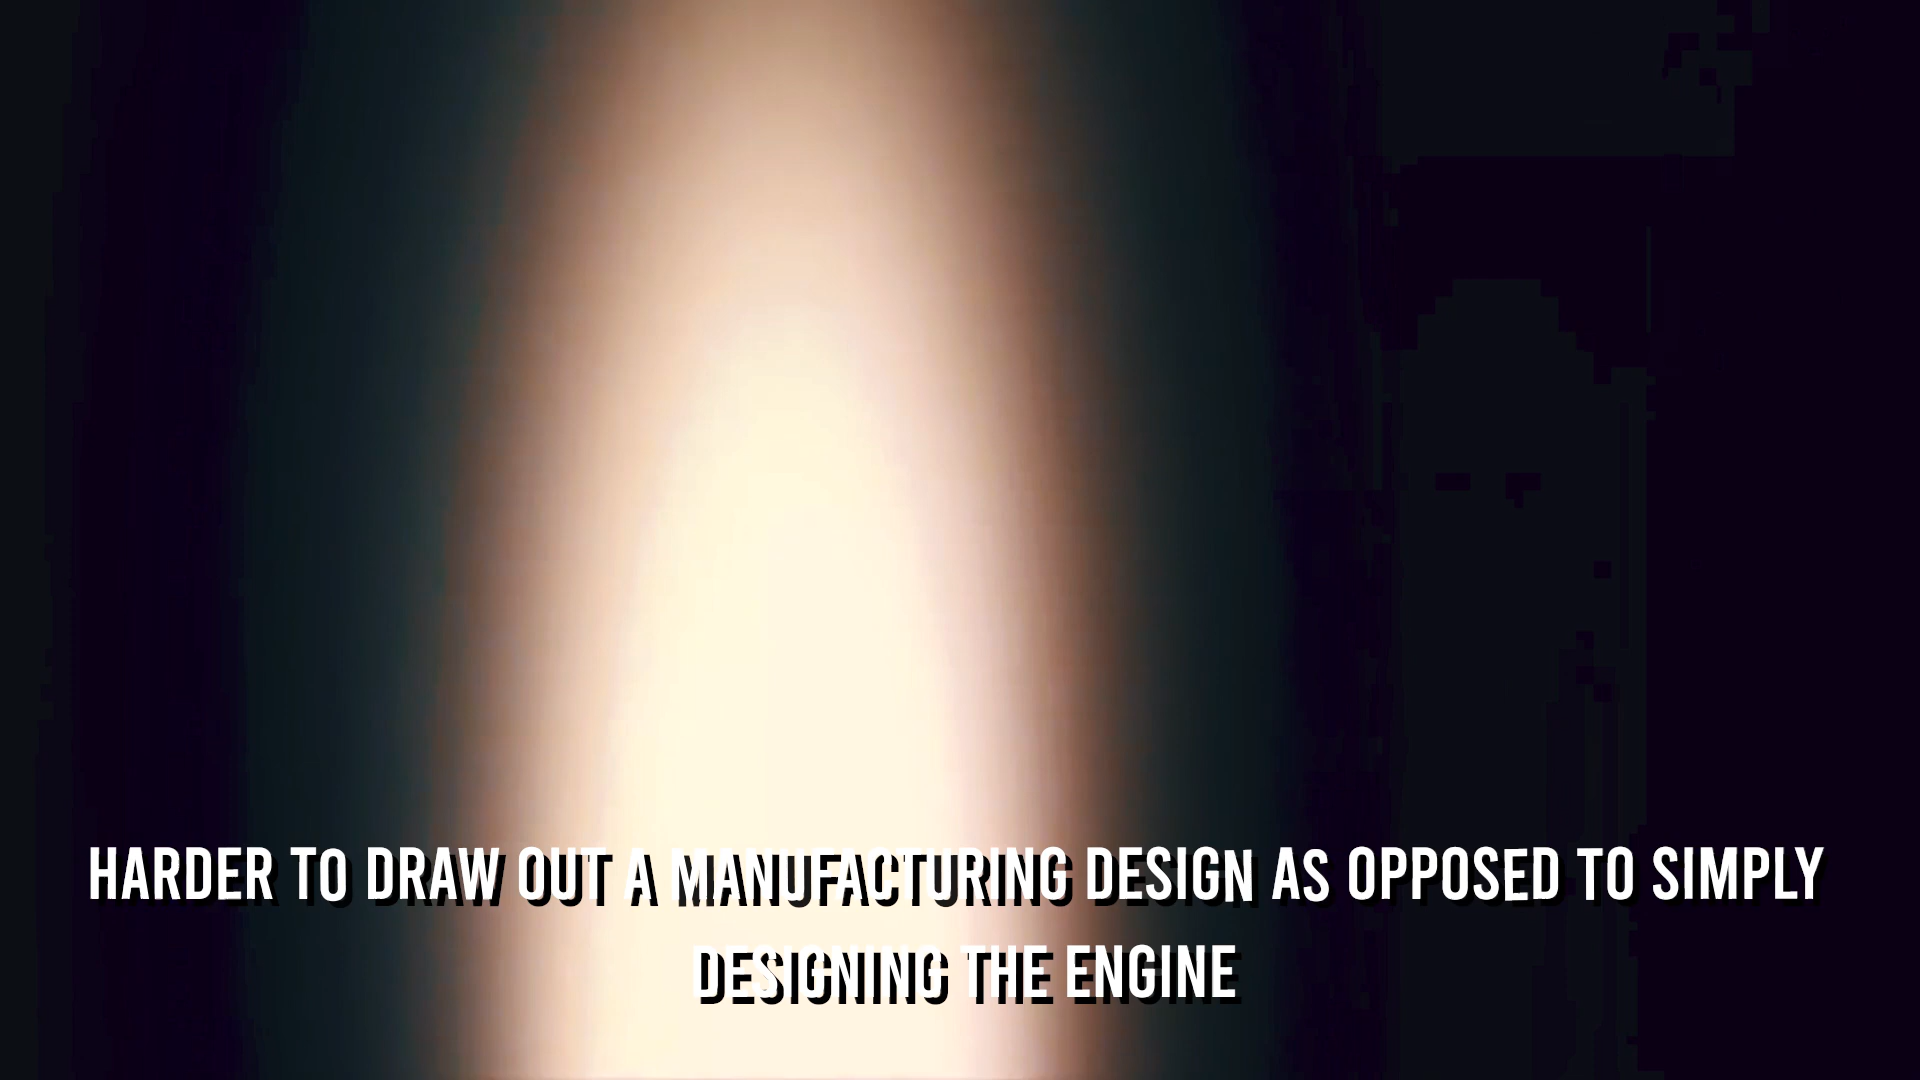 HARDER TO DRAW OUT A MANUFACTURING DESIGN AS OPPOSED TO SIMPLY
DESIGNING THE ENGINE